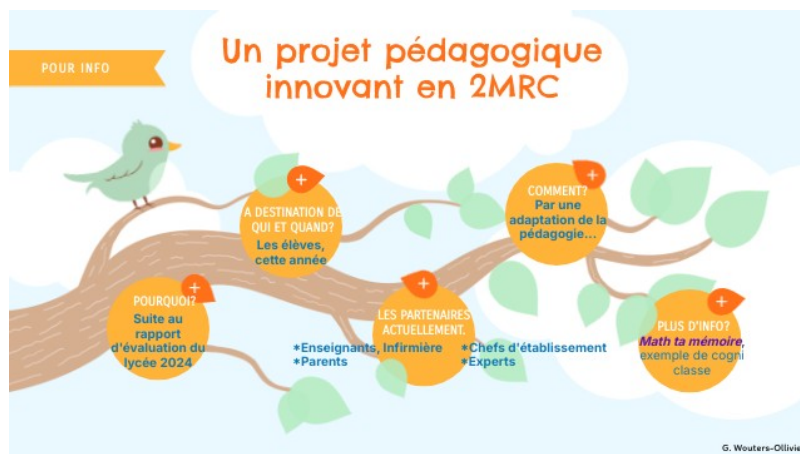 POUR INFO
Un projet pédagogique
innovant en 2MRC
A DESTINATION DE
QUI ET QUAND?
Les élèves,
cette année
COMMENT?
Par une
adaptation de la
pédagogie...
POURQUOI?
Suite au
rapport
d'évaluation du
lycée 2024
LES PARTENAIRES
ACTUELLEMENT.
*Enseignants, Infirmière
*Parents
*Chefs d'établissement
*Experts
PLUS D'INFO?
Math ta mémoire,
exemple de cogni
classe
G. Wouters-Ollivie